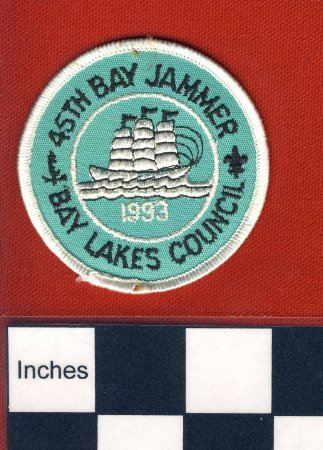 45TH BAY JAMMER
1993
BAY LAKES COUNCIL
Inches